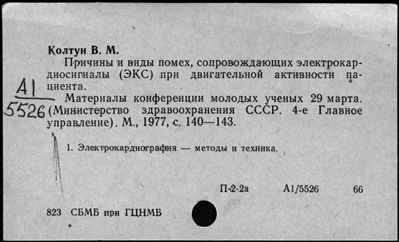 Колтун В. М.
Причины и виды помех, сопровождающих электрокар-
диосигналы (ЭКС) при двигательной активности па-
циента.
А1
5526
Материалы конференции молодых ученых 29 марта.
(Министерство здравоохранения СССР. 4-е Главное
управление). М., 1977, с. 140—143.
1. Электрокардиография — методы и техника.
П-2-2а А1/5526 66
823 СБМБ при ГЦНМБ